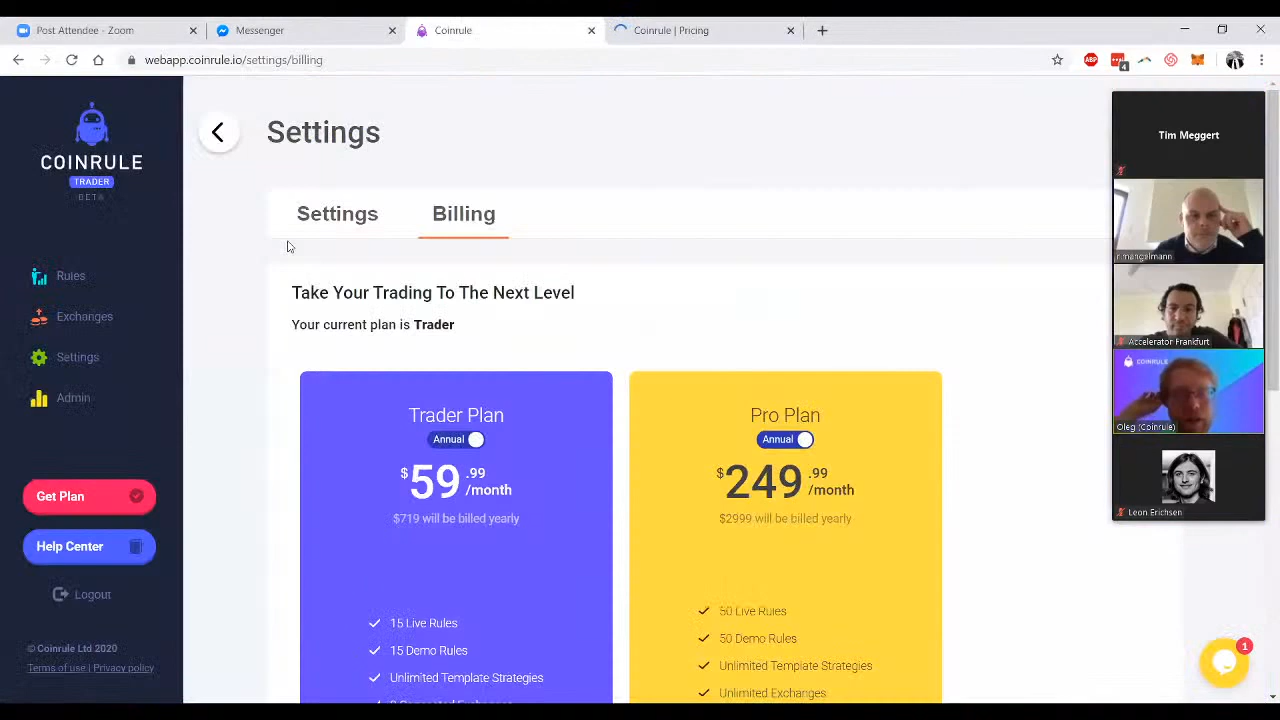 Post Attendee - Zoom
Messenger
Coinrule
Coinrule | Pricing
webapp.coinrule.io/settings/billing
ABP
4
COINRULE
TRADER
BETA
Rules
Exchanges
Settings
Admin
Get Plan
Help Center
Logout
© Coinrule Ltd 2020
Terms of use | Privacy policy
Settings
Settings
Billing
Take Your Trading To The Next Level
Your current plan is Trader
Trader Plan
Annual
$59.99
/month
$719 will be billed yearly
15 Live Rules
15 Demo Rules
Unlimited Template Strategies
Pro Plan
Annual
$249.99
/month
$2999 will be billed yearly
50 Live Rules
50 Demo Rules
Unlimited Template Strategies
Unlimited Exchanges
Tim Meggert
r.mangelmann
Accelerator Frankfurt
COINRULE
Oleg (Coinrule)
Leon Erichsen
1